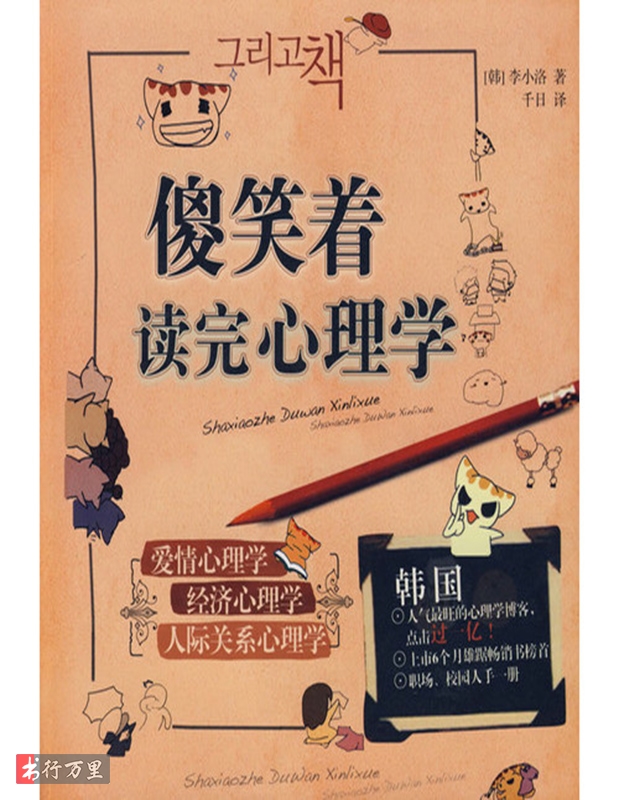 그리고책
[韩]李小洛 著
千日 译
傻笑着
读完心理学
Shaxiaozhe Duwan Xinlixue
Shaxiaozhe Duwan Xinlixue
爱情心理学
经济心理学
人际关系心理学
韩国
⊙人气最旺的心理学博客,
点击过一亿!
⊙上市6个月雄踞畅销书榜首
⊙职场、校园人手一册
书行万里
Shaxiaozhe Duwan Xinlixue
Shaxiaozhe Duwan Xinlixue